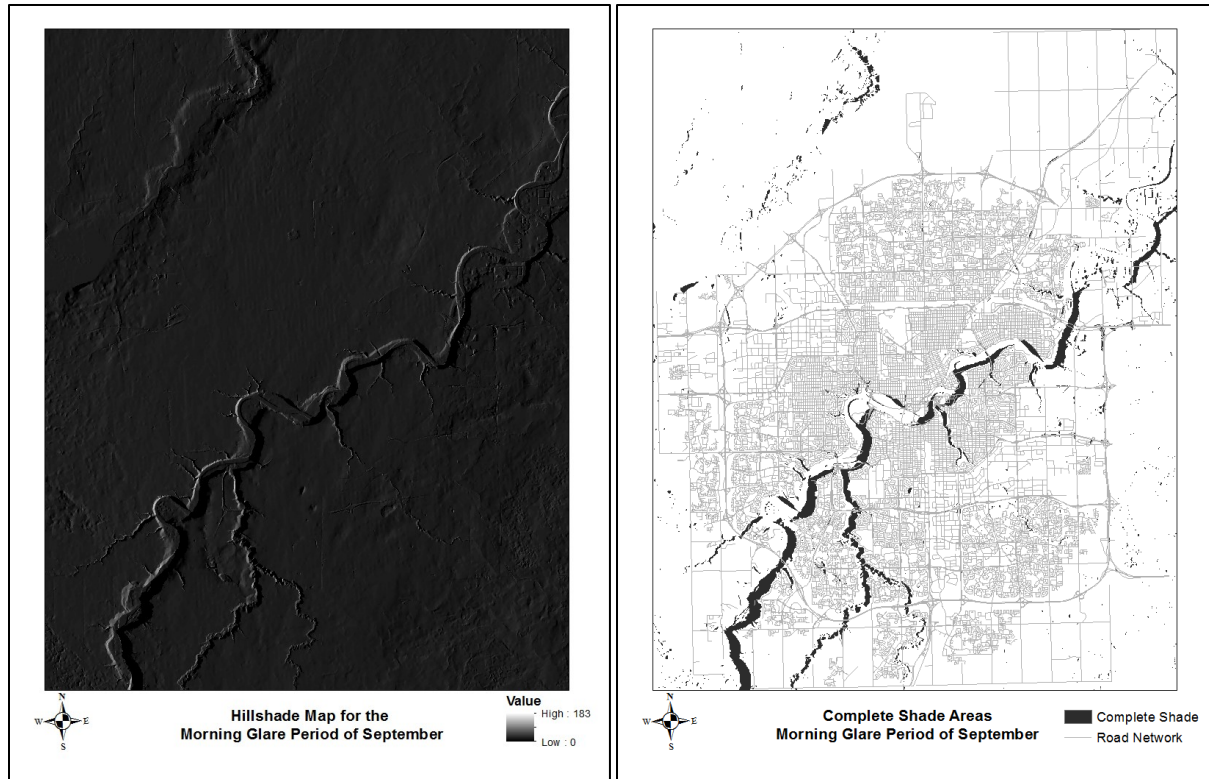 N
W
E
S
Hillshade Map for the
Morning Glare Period of September
Value
High : 183
Low : 0
N
W
E
S
Complete Shade Areas
Morning Glare Period of September
Complete Shade
Road Network